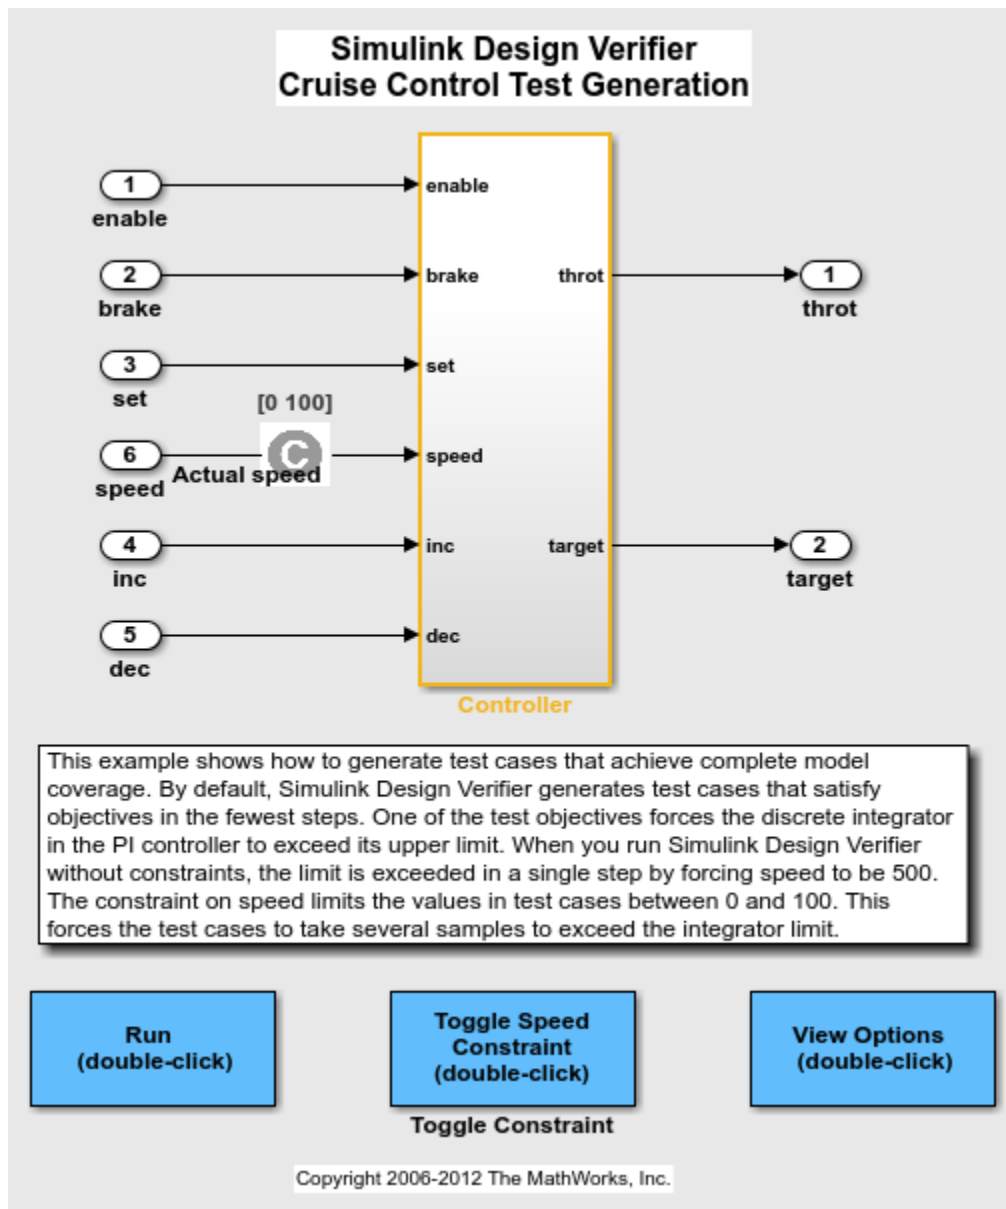 Simulink Design Verifier
Cruise Control Test Generation
1
enable
enable
2
brake
brake
throt
1
throt
3
set
set
[0 100]
6
speed
C
Actual speed
speed
4
inc
inc
target
2
target
5
dec
dec
Controller
This example shows how to generate test cases that achieve complete model
coverage. By default, Simulink Design Verifier generates test cases that satisfy
objectives in the fewest steps. One of the test objectives forces the discrete integrator
in the PI controller to exceed its upper limit. When you run Simulink Design Verifier
without constraints, the limit is exceeded in a single step by forcing speed to be 500.
The constraint on speed limits the values in test cases between 0 and 100. This
forces the test cases to take several samples to exceed the integrator limit.
Run
(double-click)
Toggle Speed
Constraint
(double-click)
Toggle Constraint
View Options
(double-click)
Copyright 2006-2012 The MathWorks, Inc.